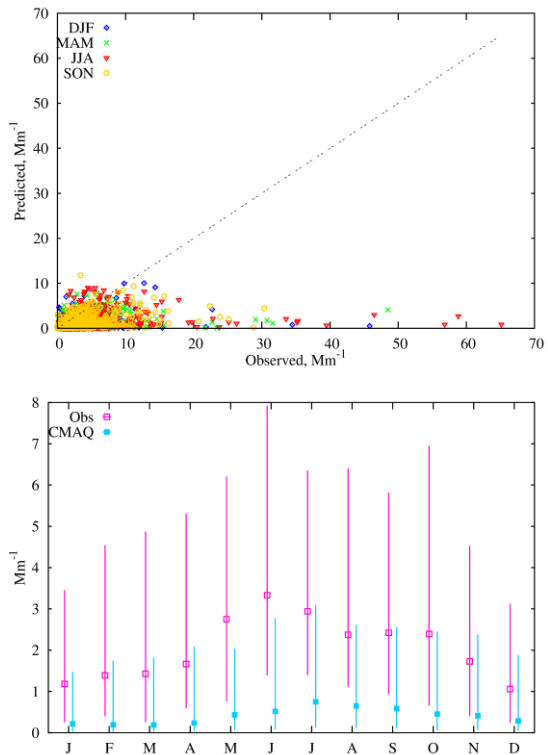 70
60
50
40
30
20
10
0
Predicted, Mm-1
DJF
MAM
JJA
SON
0 10 20 30 40 50 60 70
Observed, Mm-1
8
7
6
5
4
3
2
1
0
Mm-1
Obs
CMAQ
J F M A M J J A S O N D